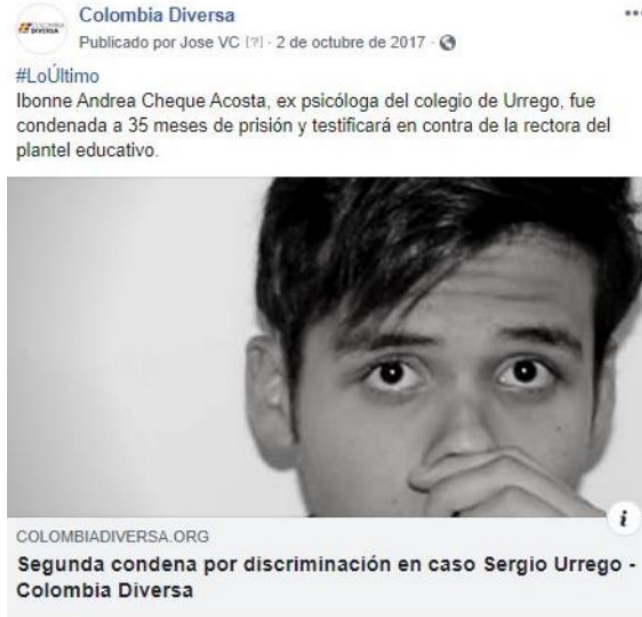 Colombia Diversa
Publicado por Jose VC [?] · 2 de octubre de 2017 ·
#LoÚltimo
Ibonne Andrea Cheque Acosta, ex psicóloga del colegio de Urrego, fue
condenada a 35 meses de prisión y testificará en contra de la rectora del
plantel educativo.
i
COLOMBIADIVERSA.ORG
Segunda condena por discriminación en caso Sergio Urrego -
Colombia Diversa